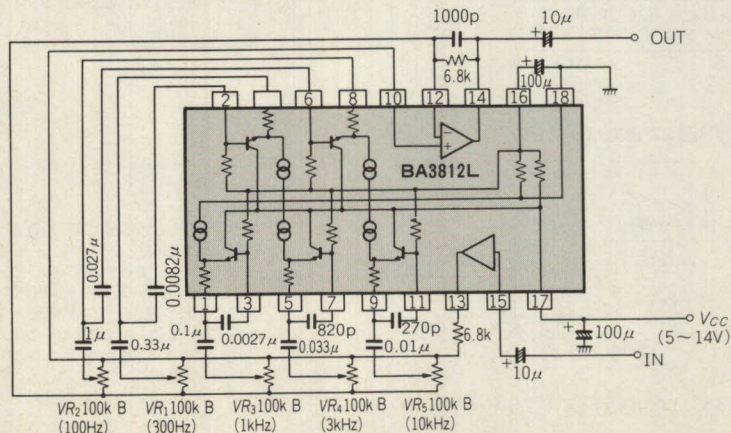 1000p
10μ
+
OUT
6.8k
+
100μ
2
6
8
10
12
14
16
18
−
+
BA3812L
0.027μ
0.0082μ
1
3
5
7
9
11
13
15
17
1μ
0.33μ
0.1μ
0.0027μ
0.033μ
820p
0.01μ
270p
6.8k
+
100μ
VCC
(5~14V)
+
10μ
IN
VR2 100k B
(100Hz)
VR1 100k B
(300Hz)
VR3 100k B
(1kHz)
VR4 100k B
(3kHz)
VR5 100k B
(10kHz)